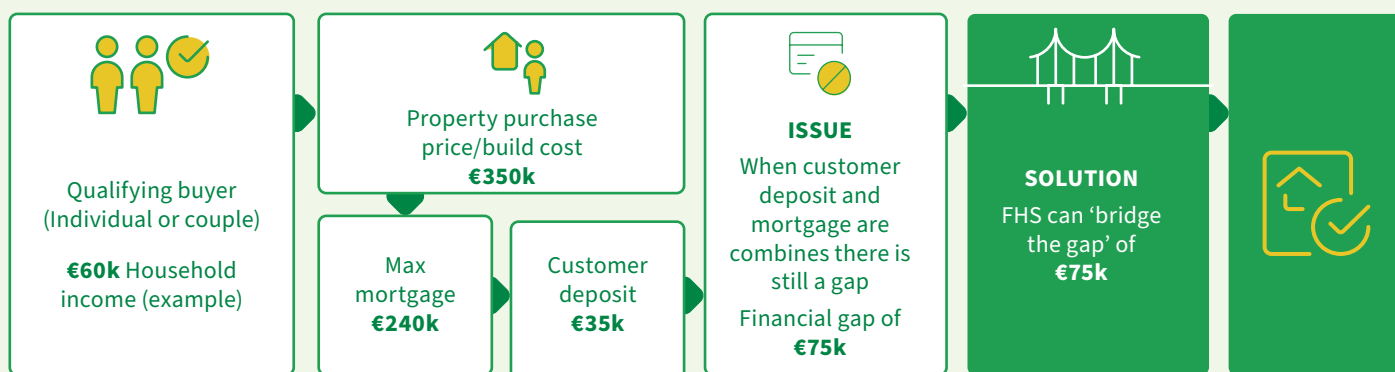 Qualifying buyer
(Individual or couple)
€60k Household
income (example)
Property purchase
price/build cost
€350k
Max
mortgage
€240k
Customer
deposit
€35k
ISSUE
When customer
deposit and
mortgage are
combines there is
still a gap
Financial gap of
€75k
SOLUTION
FHS can ‘bridge
the gap’ of
€75k